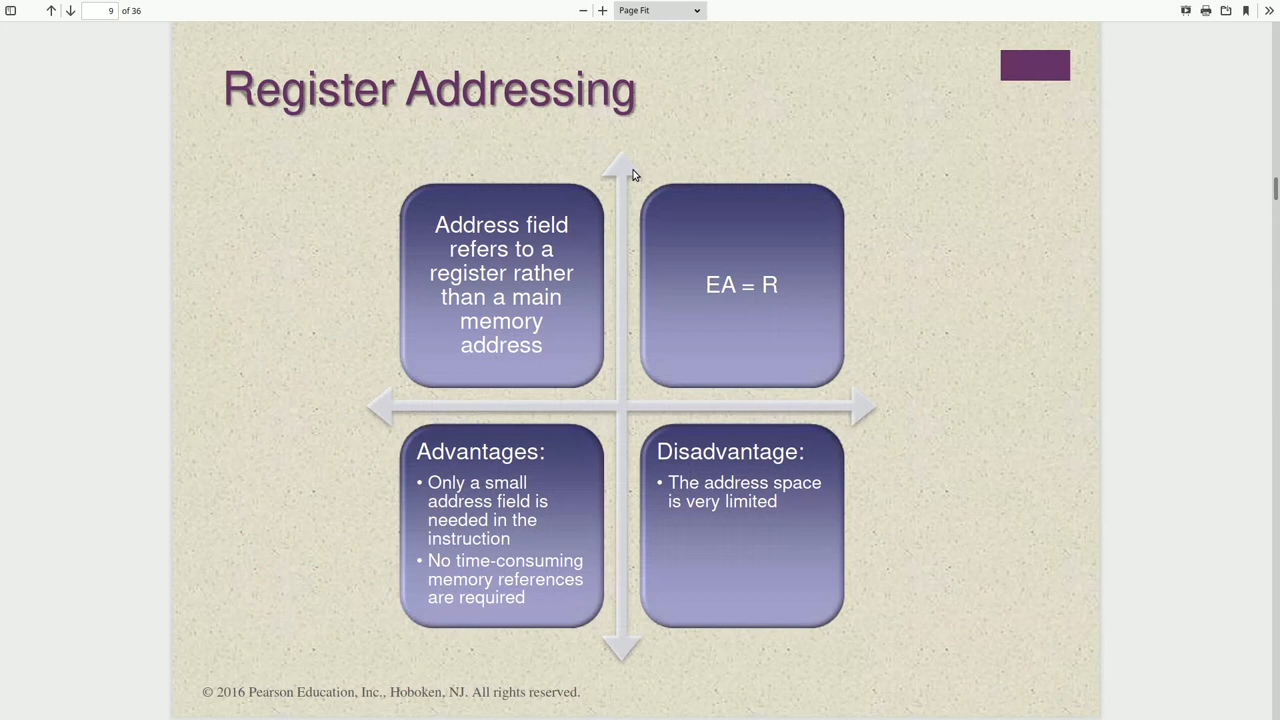 9 of 36
Page Fit
Register Addressing
Address field
refers to a
register rather
than a main
memory
address
EA = R
Advantages:
• Only a small
address field is
needed in the
instruction
• No time-consuming
memory references
are required
Disadvantage:
• The address space
is very limited
© 2016 Pearson Education, Inc., Hoboken, NJ. All rights reserved.